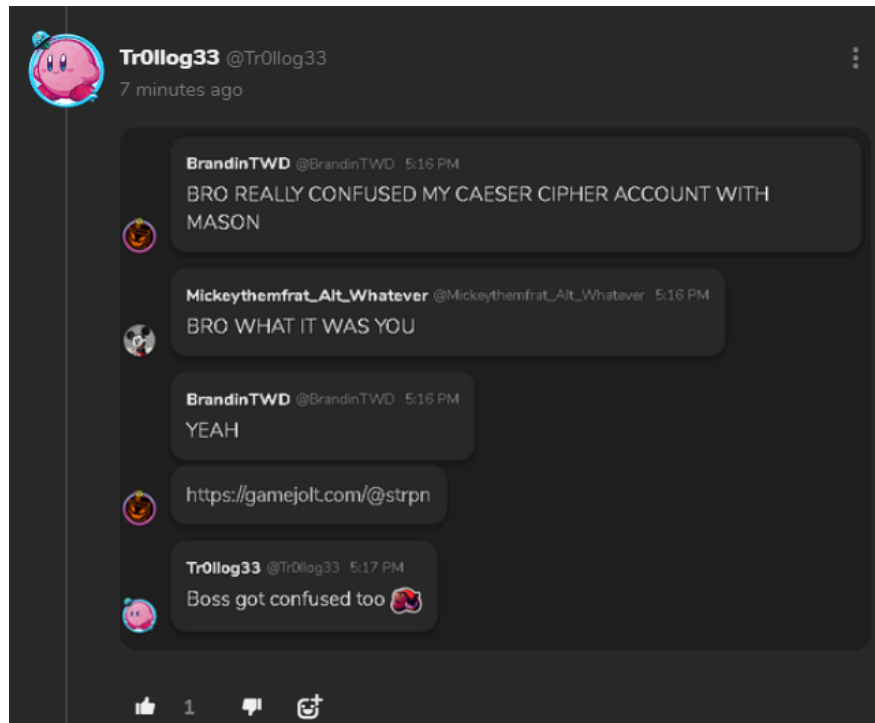 Tr0llog33 @Tr0llog33
7 minutes ago
BrandinTWD @BrandinTWD 5:16 PM
BRO REALLY CONFUSED MY CAESER CIPHER ACCOUNT WITH
MASON
Mickeythemfrat_Alt_Whatever @Mickeythemfrat_Alt_Whatever 5:16 PM
BRO WHAT IT WAS YOU
BrandinTWD @BrandinTWD 5:16 PM
YEAH
https://gamejolt.com/@strpn
Tr0llog33 @Tr0llog33 5:17 PM
Boss got confused too
1